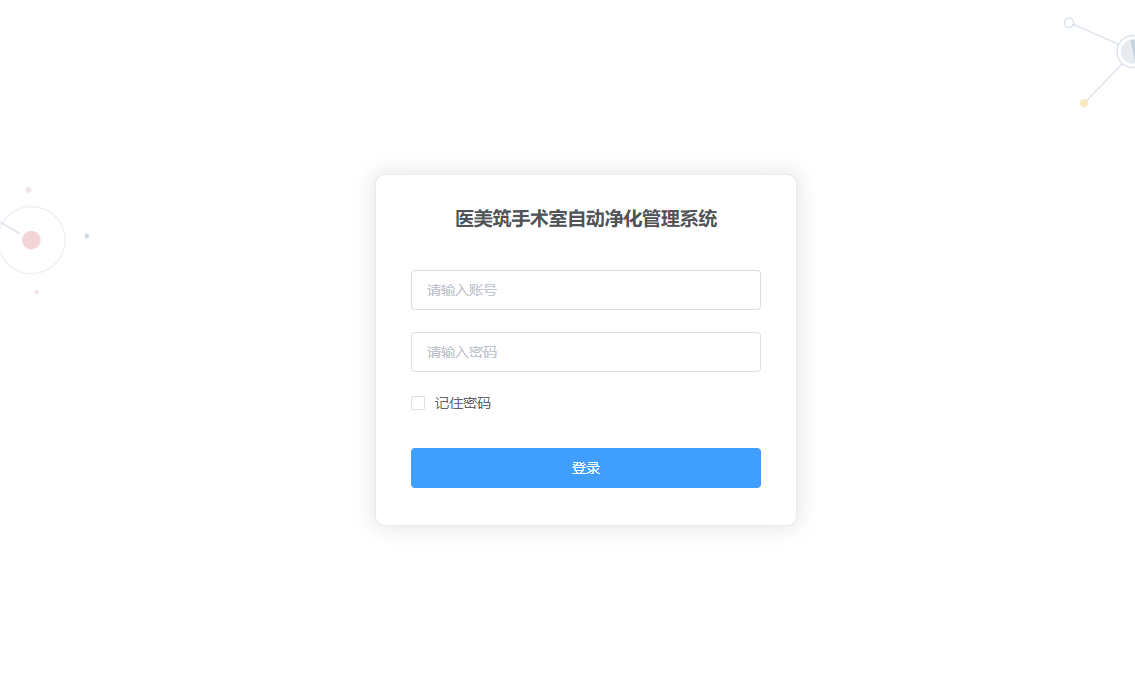 医美筑手术室自动净化管理系统
请输入账号
请输入密码
记住密码
登录